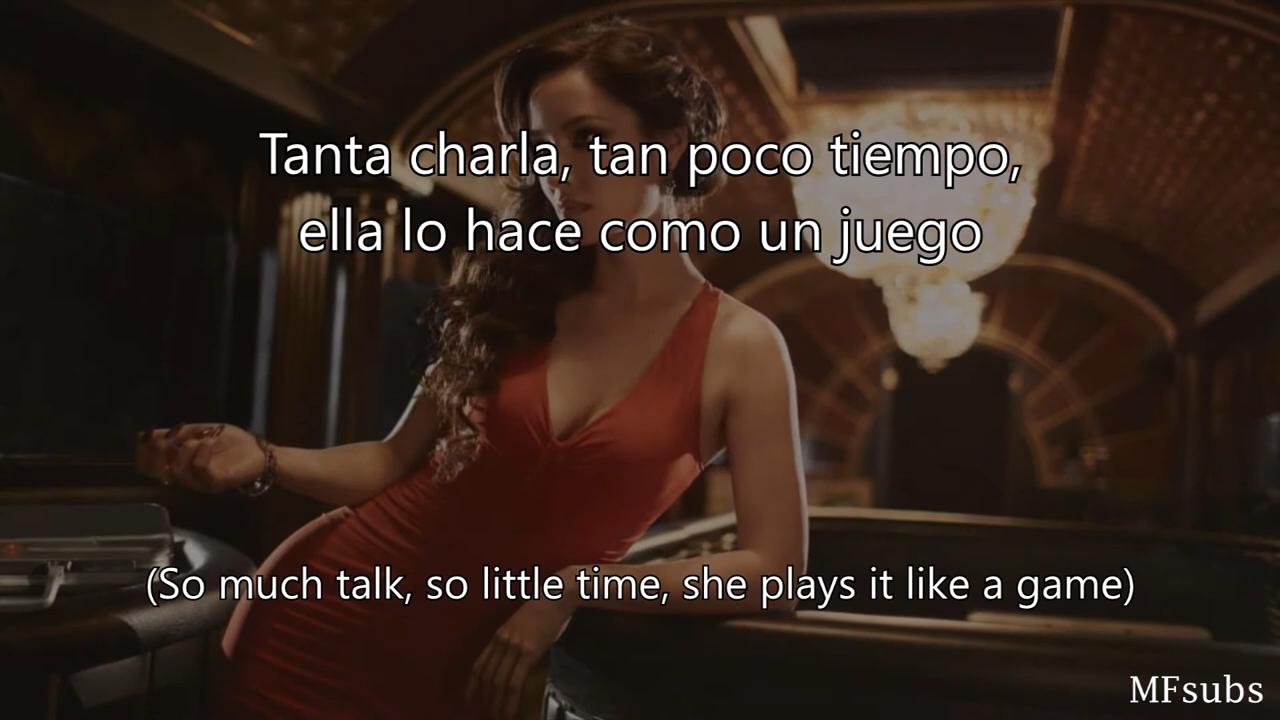 Tanta charla, tan poco tiempo,
ella lo hace como un juego
(So much talk, so little time, she plays it like a game)
MFsubs